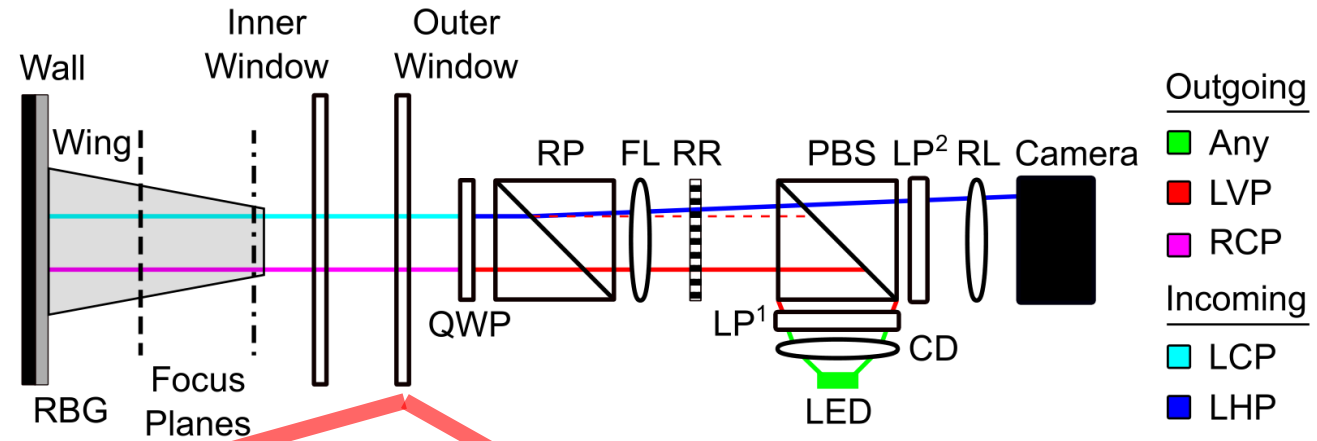 Inner
Window
Outer
Window
Wall
Wing
RP
FL
RR
PBS
LP²
RL
Camera
QWP
LP¹
CD
LED
Focus
Planes
RBG
Outgoing
Any
LVP
RCP
Incoming
LCP
LHP